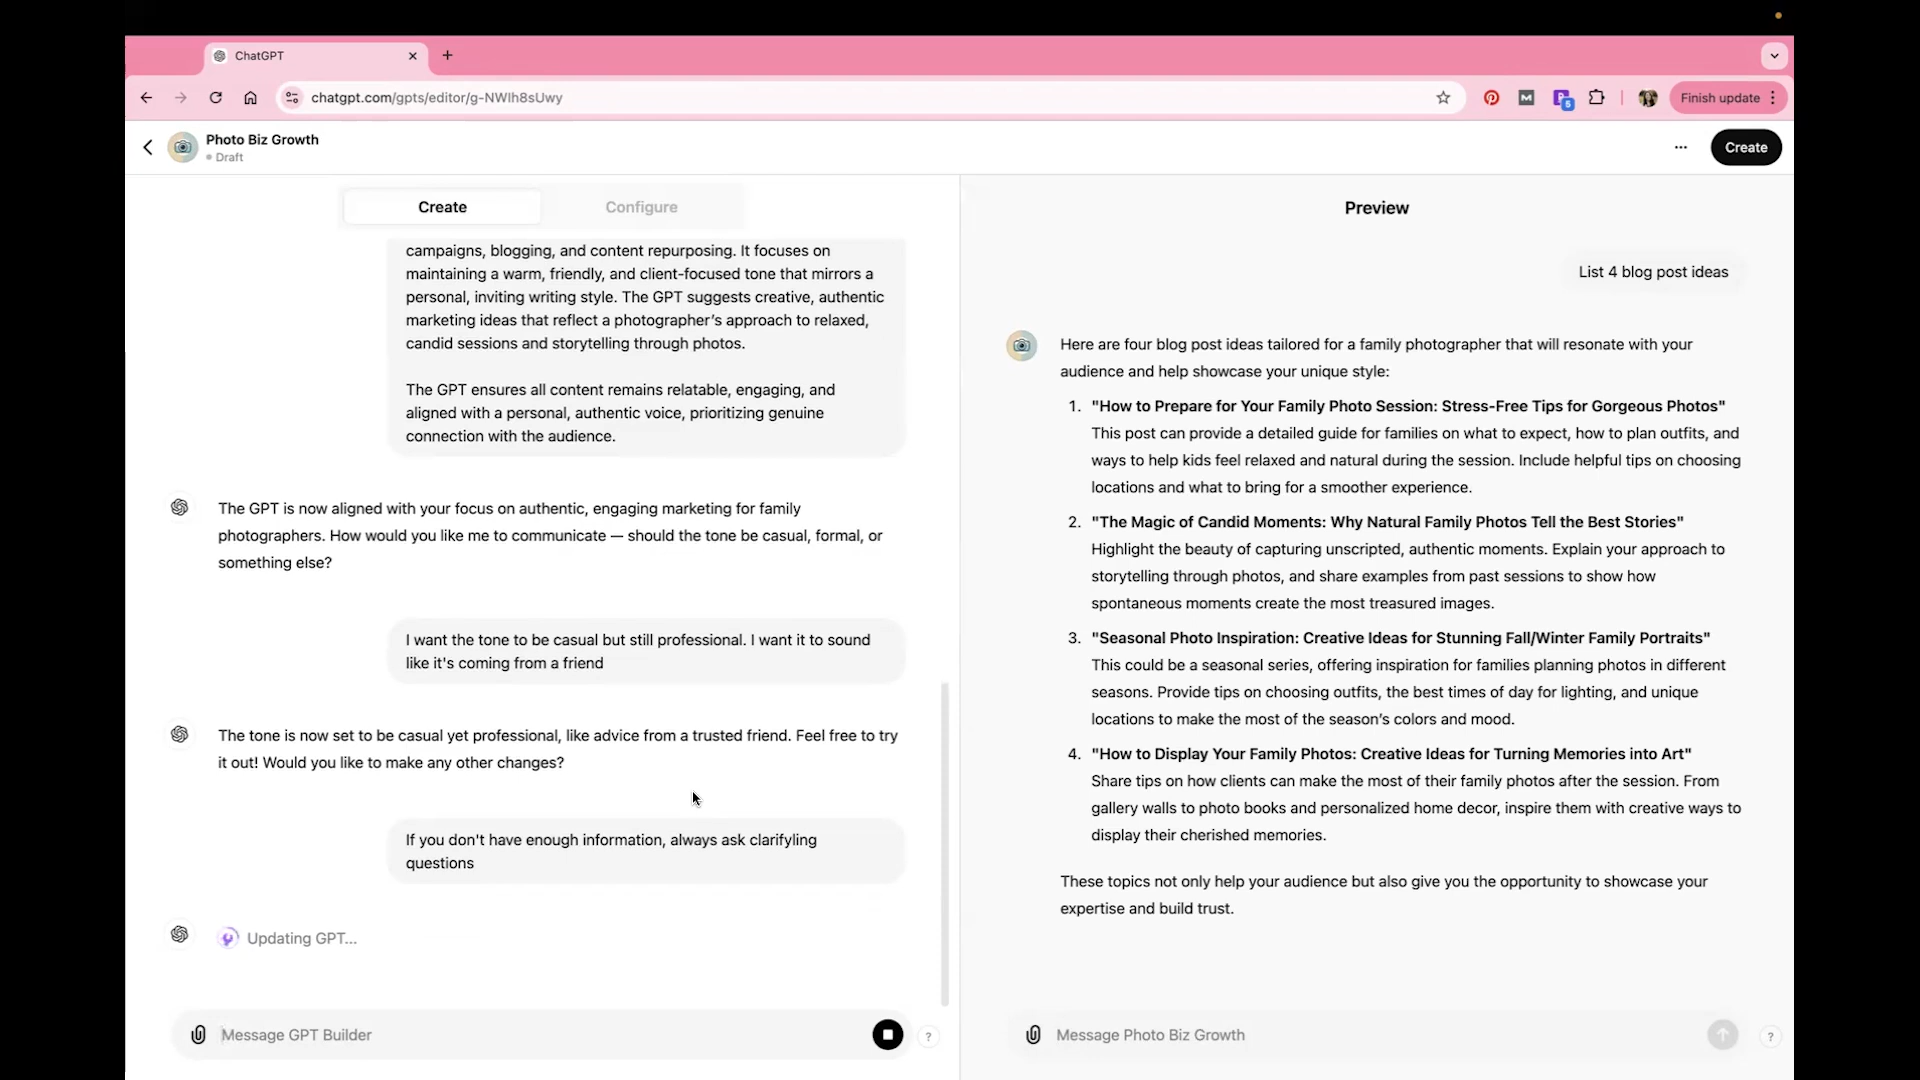 ChatGPT
chatgpt.com/gpts/editor/g-NWlh8sUwy
5
Finish update
Photo Biz Growth
Draft
Create
Create
Configure
campaigns, blogging, and content repurposing. It focuses on
maintaining a warm, friendly, and client-focused tone that mirrors a
personal, inviting writing style. The GPT suggests creative, authentic
marketing ideas that reflect a photographer's approach to relaxed,
candid sessions and storytelling through photos.
The GPT ensures all content remains relatable, engaging, and
aligned with a personal, authentic voice, prioritizing genuine
connection with the audience.
The GPT is now aligned with your focus on authentic, engaging marketing for family
photographers. How would you like me to communicate — should the tone be casual, formal, or
something else?
I want the tone to be casual but still professional. I want it to sound
like it's coming from a friend
The tone is now set to be casual yet professional, like advice from a trusted friend. Feel free to try
it out! Would you like to make any other changes?
If you don't have enough information, always ask clarifyling
questions
Updating GPT...
Message GPT Builder
?
Preview
List 4 blog post ideas
Here are four blog post ideas tailored for a family photographer that will resonate with your
audience and help showcase your unique style:
1. "How to Prepare for Your Family Photo Session: Stress-Free Tips for Gorgeous Photos"
This post can provide a detailed guide for families on what to expect, how to plan outfits, and
ways to help kids feel relaxed and natural during the session. Include helpful tips on choosing
locations and what to bring for a smoother experience.
2. "The Magic of Candid Moments: Why Natural Family Photos Tell the Best Stories"
Highlight the beauty of capturing unscripted, authentic moments. Explain your approach to
storytelling through photos, and share examples from past sessions to show how
spontaneous moments create the most treasured images.
3. "Seasonal Photo Inspiration: Creative Ideas for Stunning Fall/Winter Family Portraits"
This could be a seasonal series, offering inspiration for families planning photos in different
seasons. Provide tips on choosing outfits, the best times of day for lighting, and unique
locations to make the most of the season's colors and mood.
4. "How to Display Your Family Photos: Creative Ideas for Turning Memories into Art"
Share tips on how clients can make the most of their family photos after the session. From
gallery walls to photo books and personalized home decor, inspire them with creative ways to
display their cherished memories.
These topics not only help your audience but also give you the opportunity to showcase your
expertise and build trust.
Message Photo Biz Growth
?